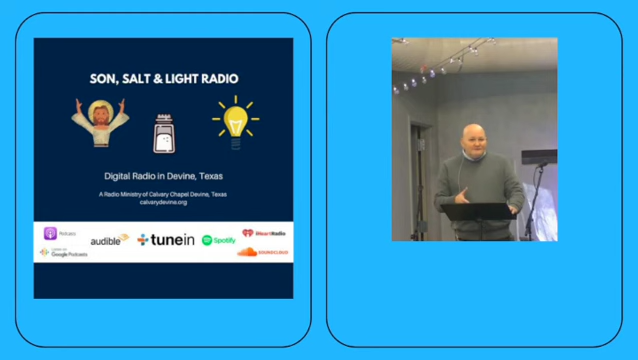 SON, SALT & LIGHT RADIO
Digital Radio in Devine, Texas
A Radio Ministry of Calvary Chapel Devine, Texas
calvarydevine.org
Podcasts
audible
tunein
Spotify
iHeartRadio
Google Podcasts
SOUNDCLOUD